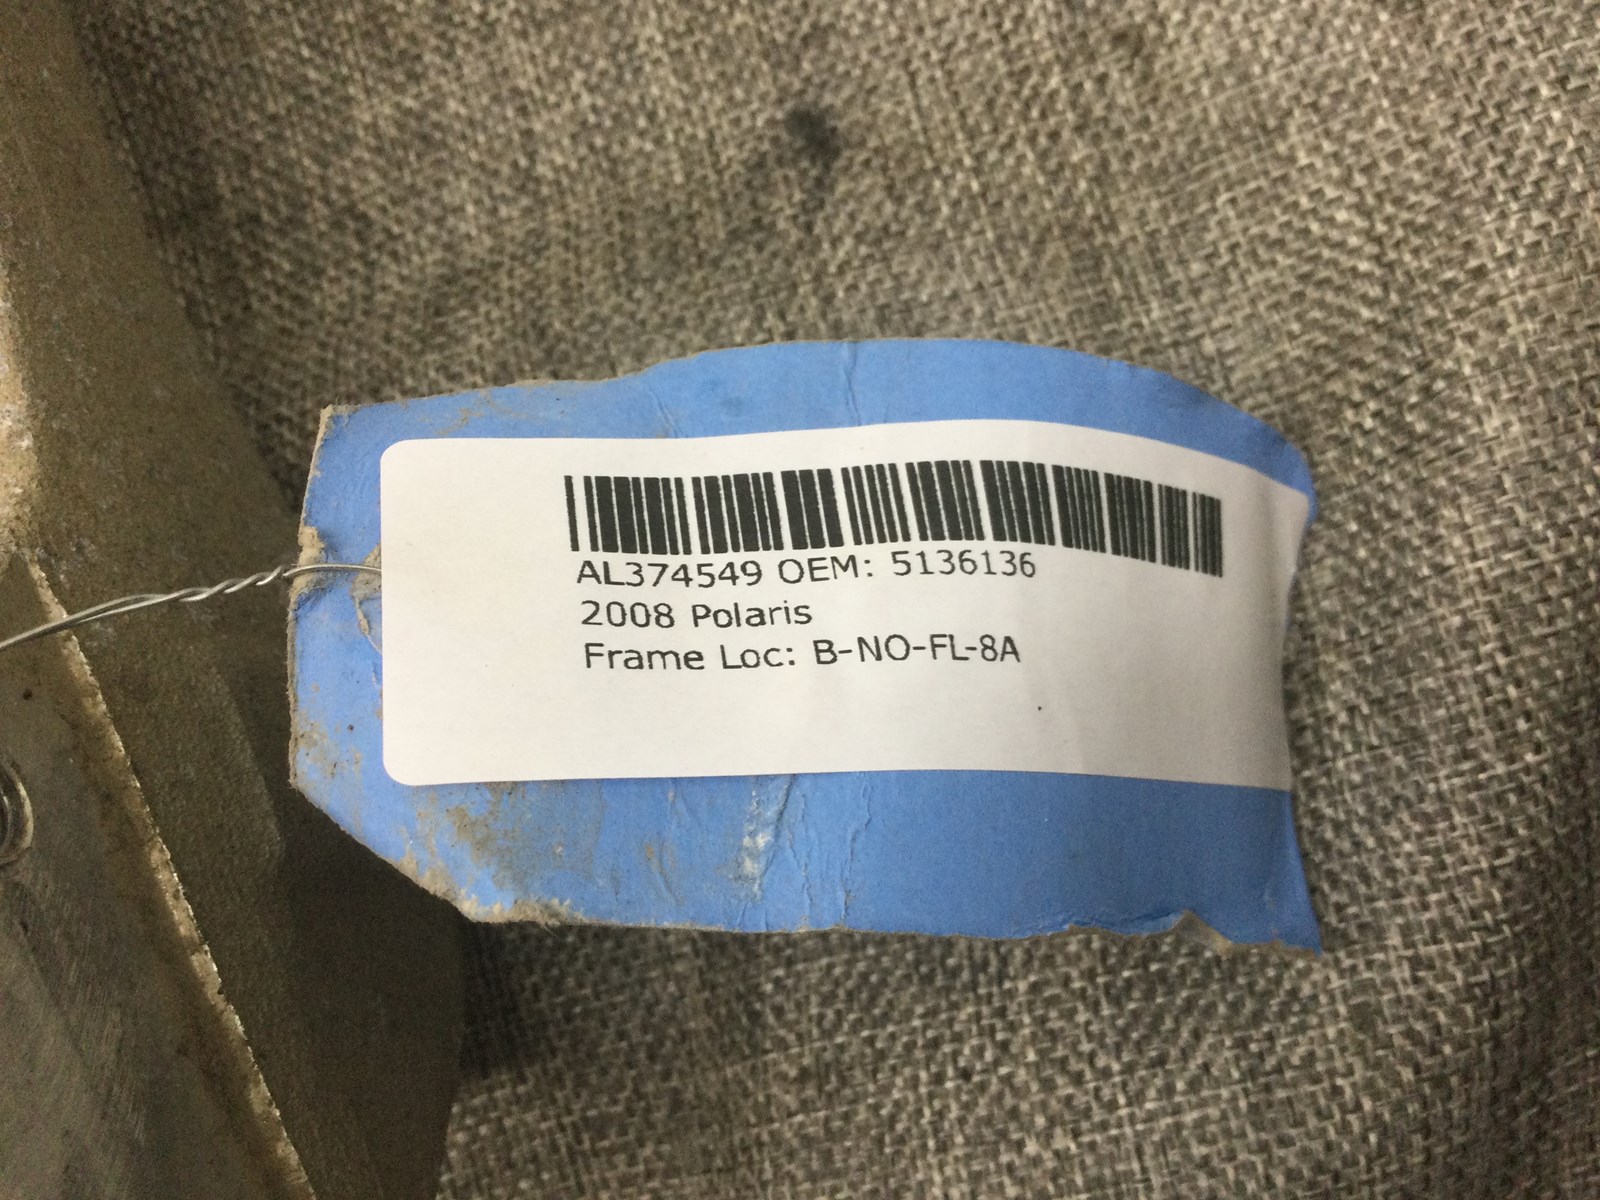 AL374549 OEM: 5136136
2008 Polaris
Frame Loc: B-NO-FL-8A